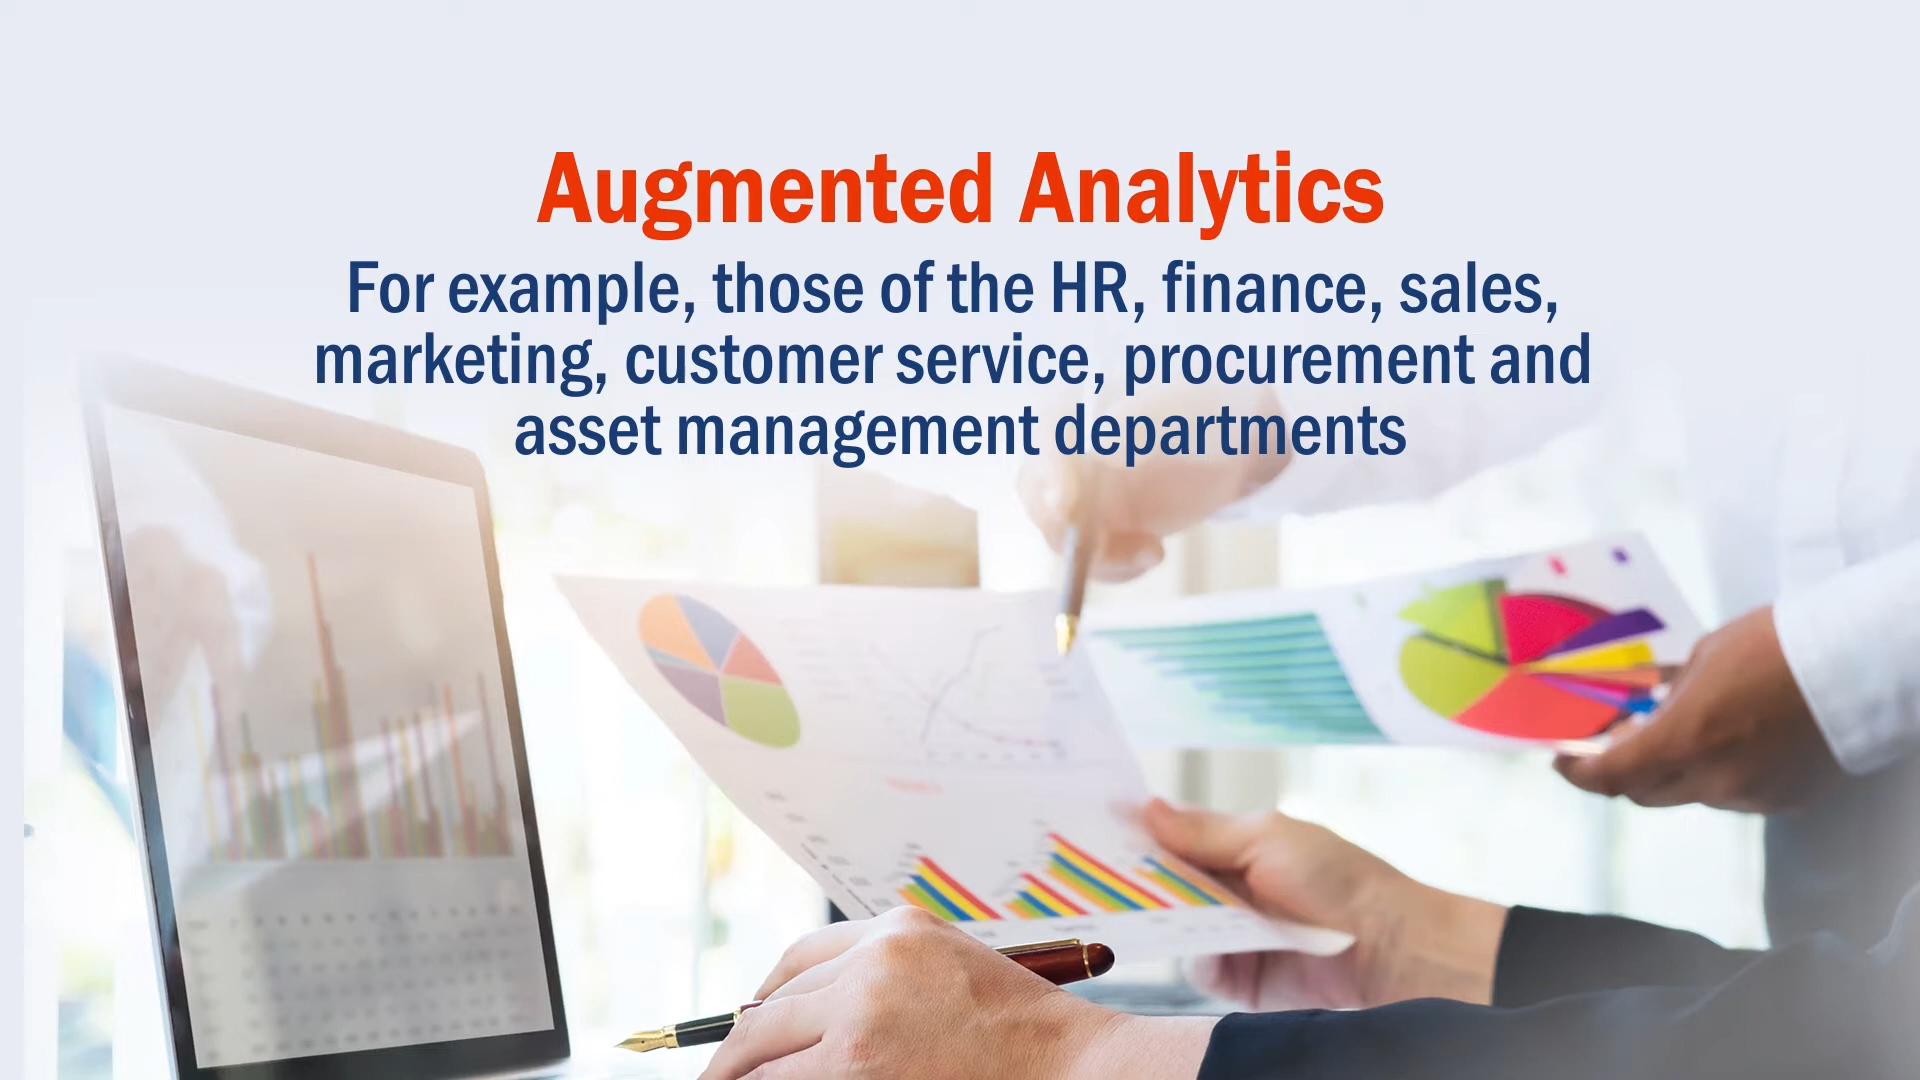 Augmented Analytics
For example, those of the HR, finance, sales,
marketing, customer service, procurement and
asset management departments